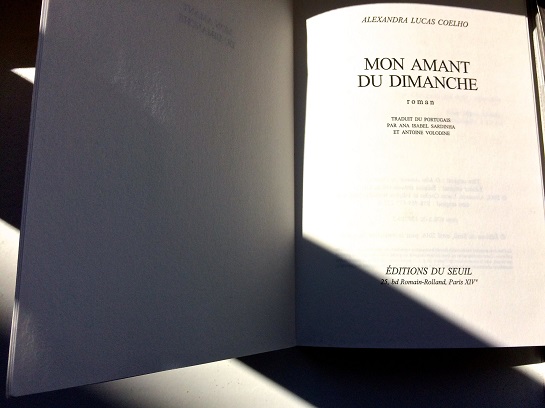 ALEXANDRA LUCAS COELHO
MON AMANT
DU DIMANCHE
roman
TRADUIT DU PORTUGAIS
PAR ANA ISABEL SARDINHA
ET ANTOINE VOLODINE
ÉDITIONS DU SEUIL
25, bd Romain-Rolland, Paris XIVe